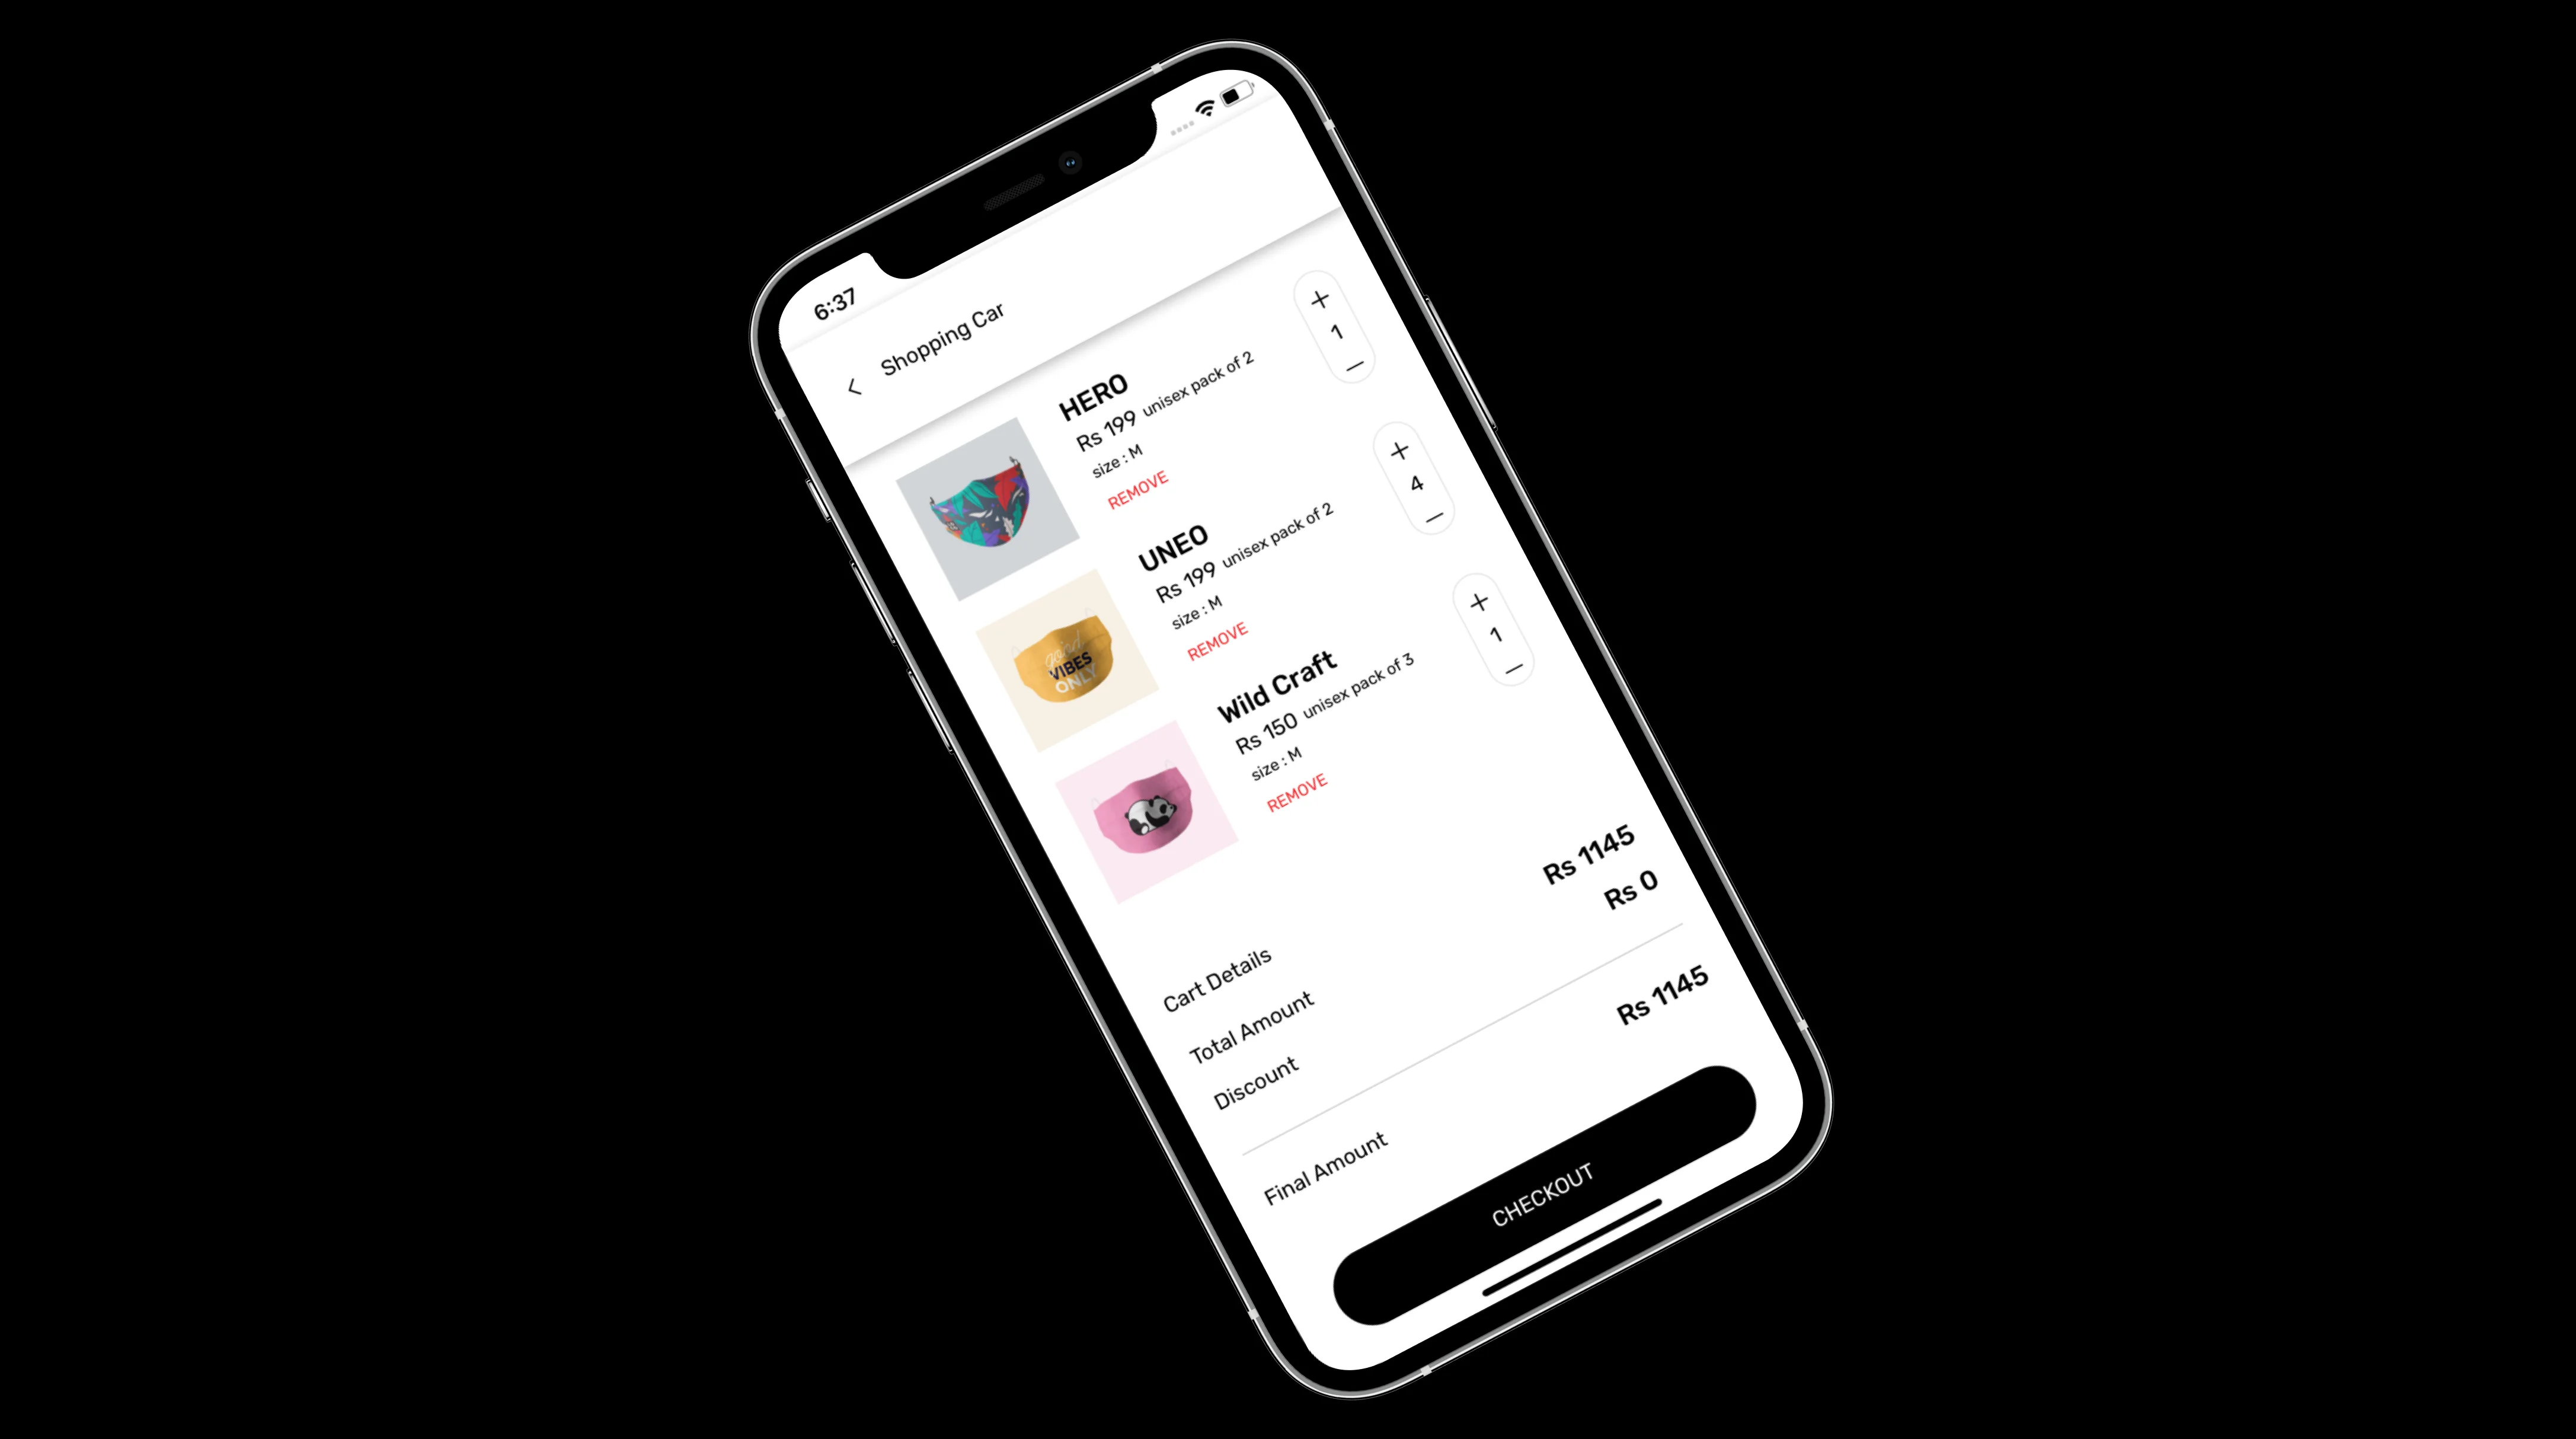 6:37
Shopping Car
HERO
Rs 199 unisex pack of 2
size : M
REMOVE
+
1
—
UNEO
Rs 199 unisex pack of 2
size : M
REMOVE
+
4
—
good
VIBES
ONLY
Wild Craft
Rs 150 unisex pack of 3
size : M
REMOVE
+
1
—
Cart Details
Total Amount Rs 1145
Discount Rs 0
Final Amount Rs 1145
CHECKOUT